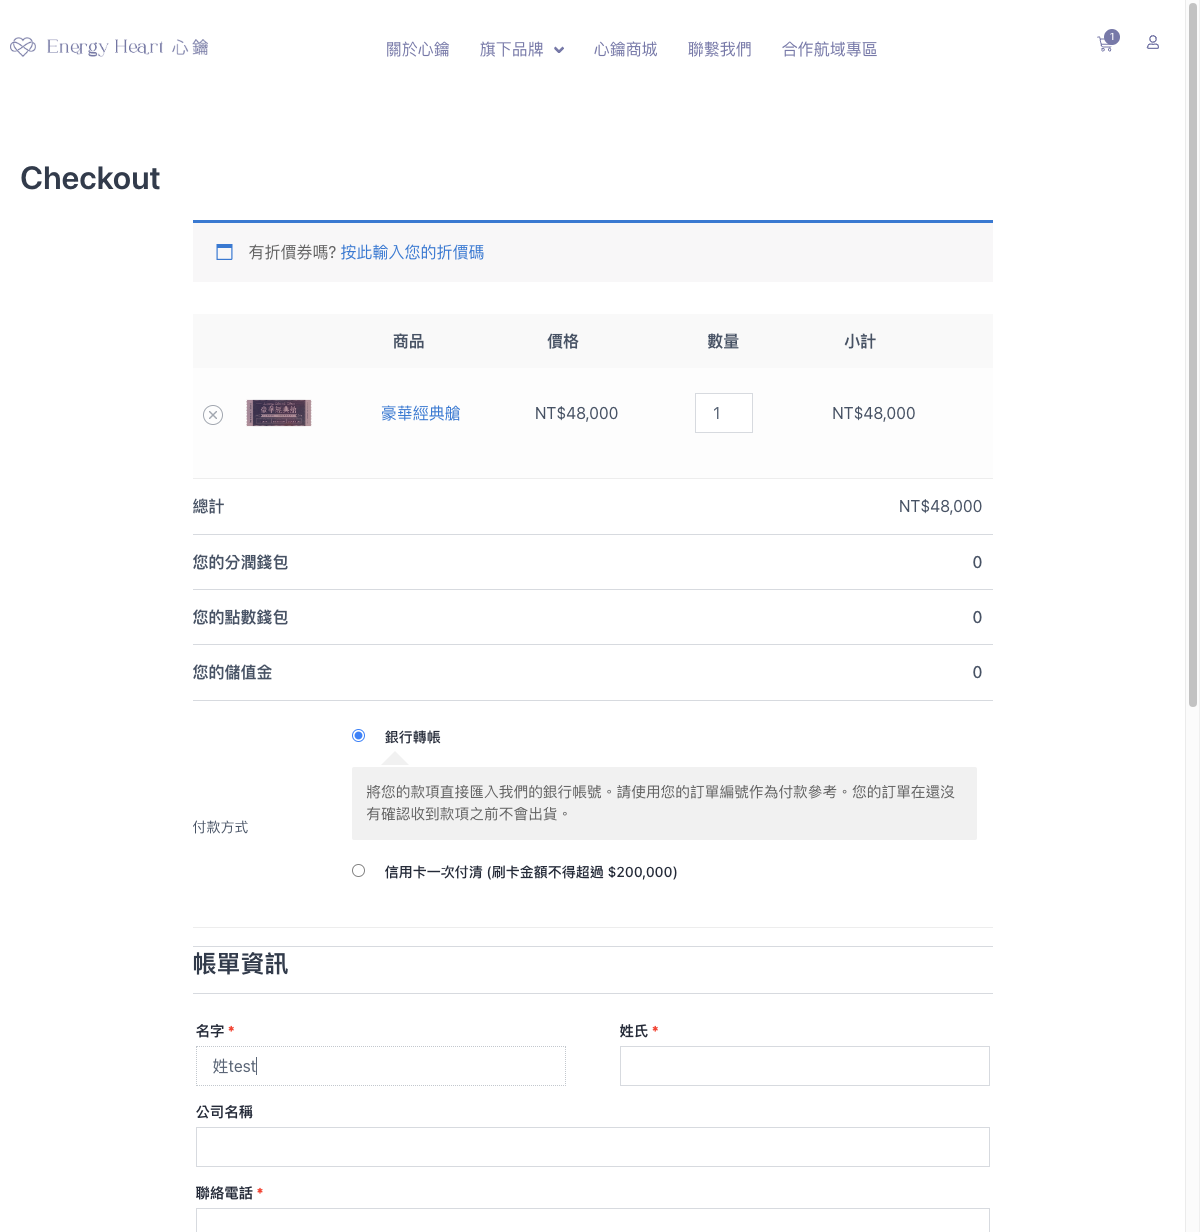 Energy Heart 心鑰
關於心鑰
旗下品牌
心鑰商城
聯繫我們
合作航域專區
1
Checkout
有折價券嗎? 按此輸入您的折價碼
商品 價格 數量 小計
豪華經典艙
豪華經典艙 NT$48,000 1 NT$48,000
總計 NT$48,000
您的分潤錢包 0
您的點數錢包 0
您的儲值金 0
付款方式
銀行轉帳
將您的款項直接匯入我們的銀行帳號。請使用您的訂單編號作為付款參考。您的訂單在還沒
有確認收到款項之前不會出貨。
信用卡一次付清 (刷卡金額不得超過 $200,000)
帳單資訊
名字 *
姓test
姓氏 *
公司名稱
聯絡電話 *